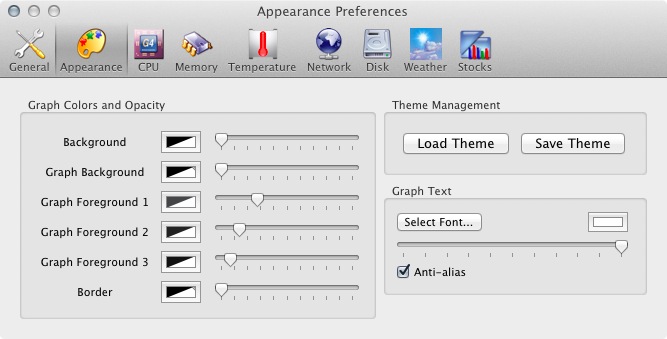 Appearance Preferences
General Appearance CPU Memory Temperature Network Disk Weather Stocks
G4
Graph Colors and Opacity
Background
Graph Background
Graph Foreground 1
Graph Foreground 2
Graph Foreground 3
Border
Theme Management
Load Theme Save Theme
Graph Text
Select Font...
Anti-alias